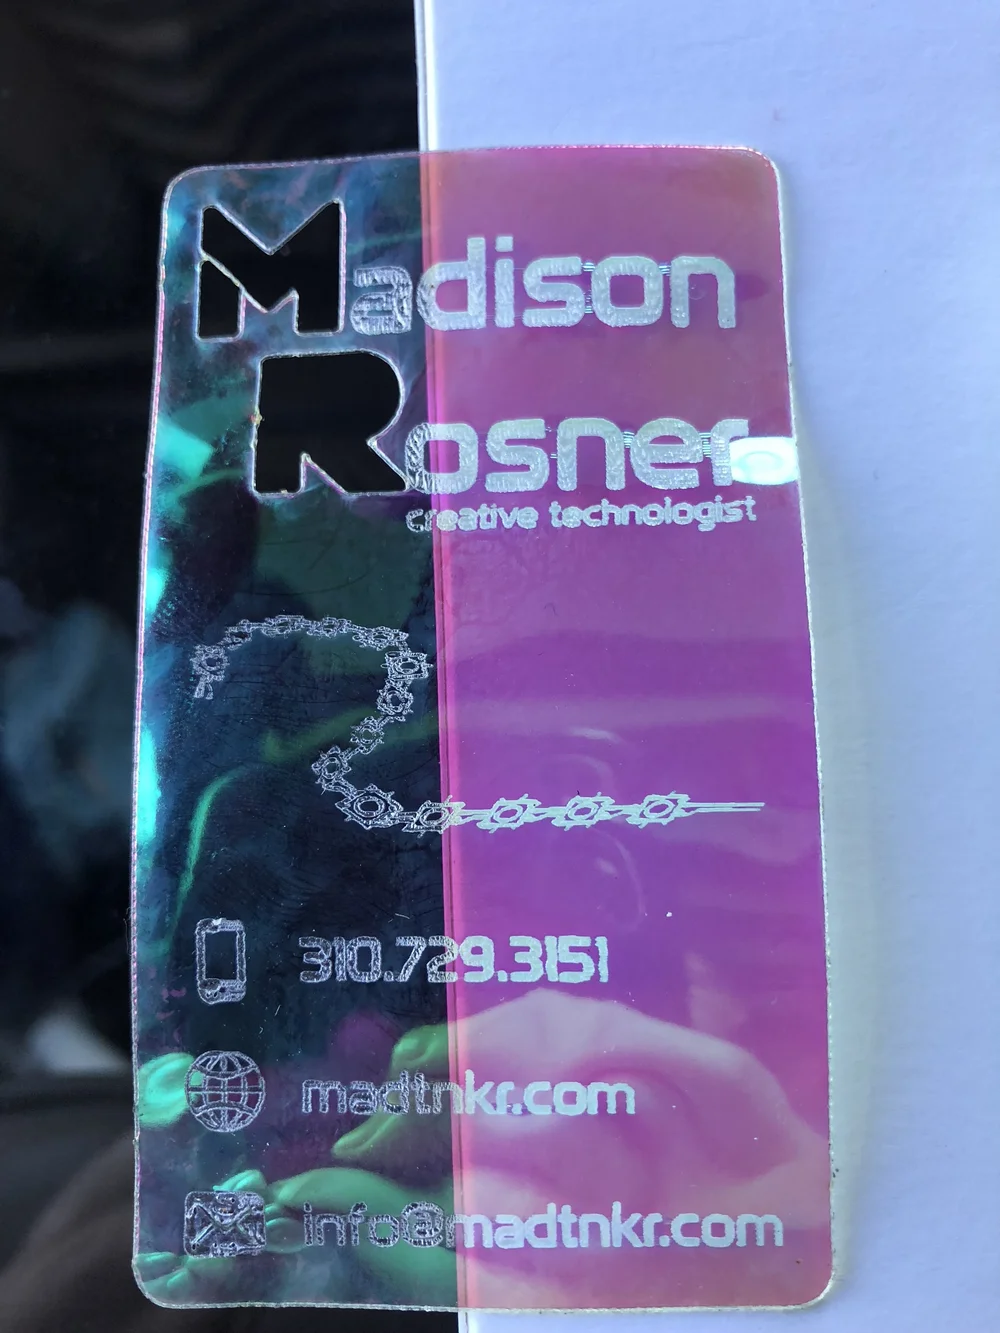 Madison
Rosner
creative technologist
310.729.3151
madtnkr.com
info@madtnkr.com